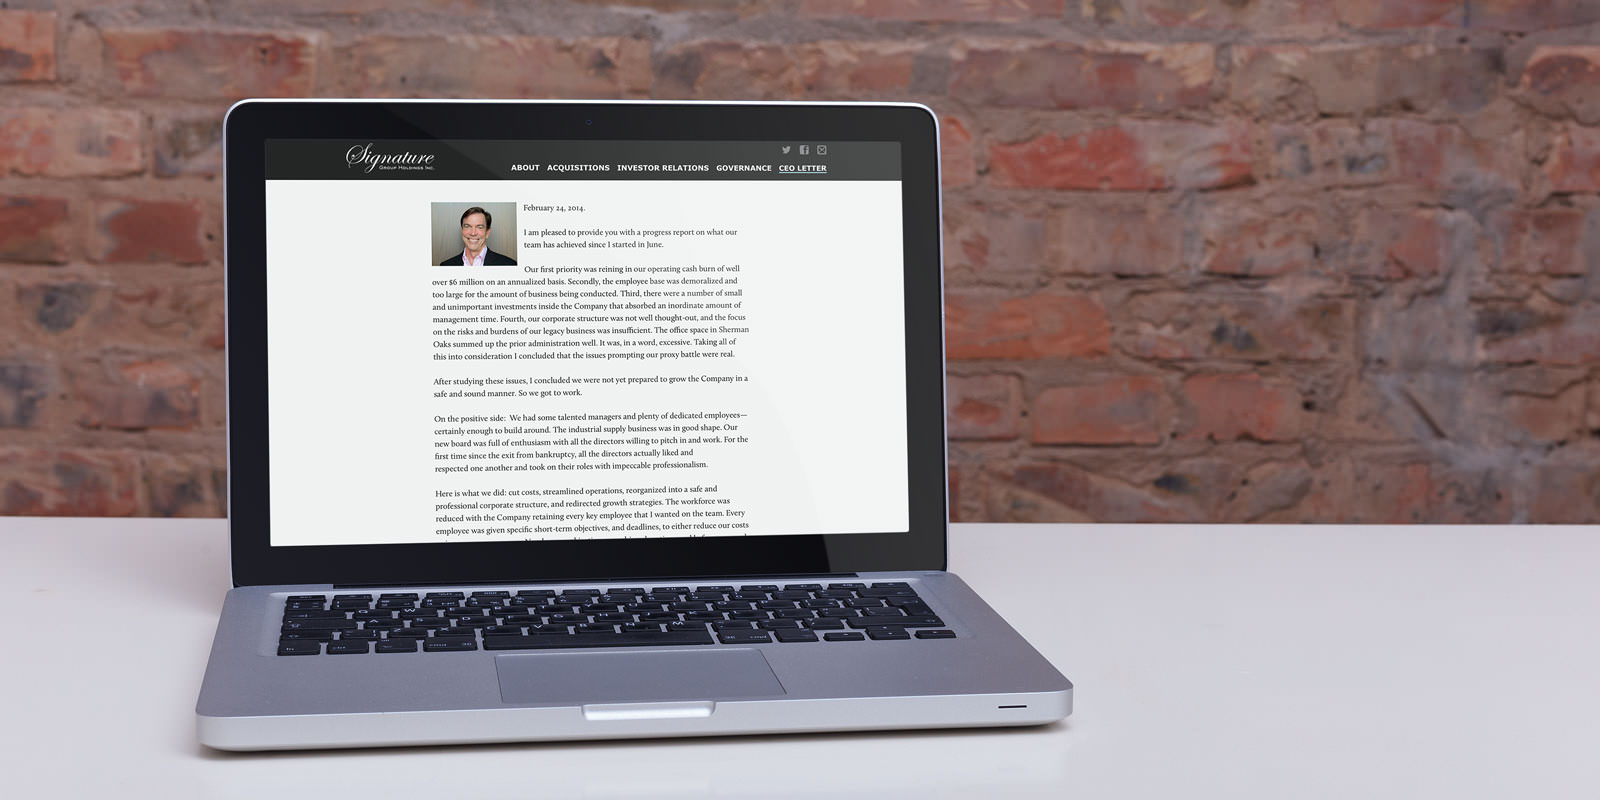 Signature
GROUP HOLDINGS INC.
ABOUT ACQUISITIONS INVESTOR RELATIONS GOVERNANCE CEO LETTER
February 24, 2014.
I am pleased to provide you with a progress report on what our
team has achieved since I started in June.
Our first priority was reining in our operating cash burn of well
over $6 million on an annualized basis. Secondly, the employee base was demoralized and
too large for the amount of business being conducted. Third, there were a number of small
and unimportant investments inside the Company that absorbed an inordinate amount of
management time. Fourth, our corporate structure was not well thought-out, and the focus
on the risks and burdens of our legacy business was insufficient. The office space in Sherman
Oaks summed up the prior administration well. It was, in a word, excessive. Taking all of
this into consideration I concluded that the issues prompting our proxy battle were real.
After studying these issues, I concluded we were not yet prepared to grow the Company in a
safe and sound manner. So we got to work.
On the positive side: We had some talented managers and plenty of dedicated employees—
certainly enough to build around. The industrial supply business was in good shape. Our
new board was full of enthusiasm with all the directors willing to pitch in and work. For the
first time since the exit from bankruptcy, all the directors actually liked and
respected one another and took on their roles with impeccable professionalism.
Here is what we did: cut costs, streamlined operations, reorganized into a safe and
professional corporate structure, and redirected growth strategies. The workforce was
reduced with the Company retaining every key employee that I wanted on the team. Every
employee was given specific short-term objectives, and deadlines, to either reduce our costs